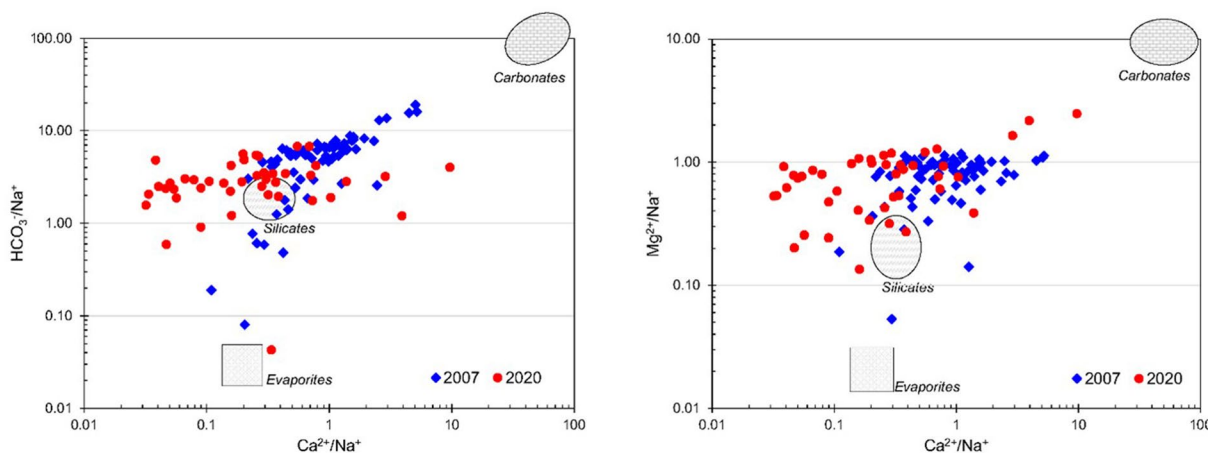 100.00
10.00
1.00
0.10
0.01
HCO₃⁻/Na⁺
Carbonates
Silicates
Evaporites
2007
2020
0.01
0.1
1
10
100
Ca²⁺/Na⁺
10.00
1.00
0.10
0.01
Mg²⁺/Na⁺
Carbonates
Silicates
Evaporites
2007
2020
0.01
0.1
1
10
100
Ca²⁺/Na⁺